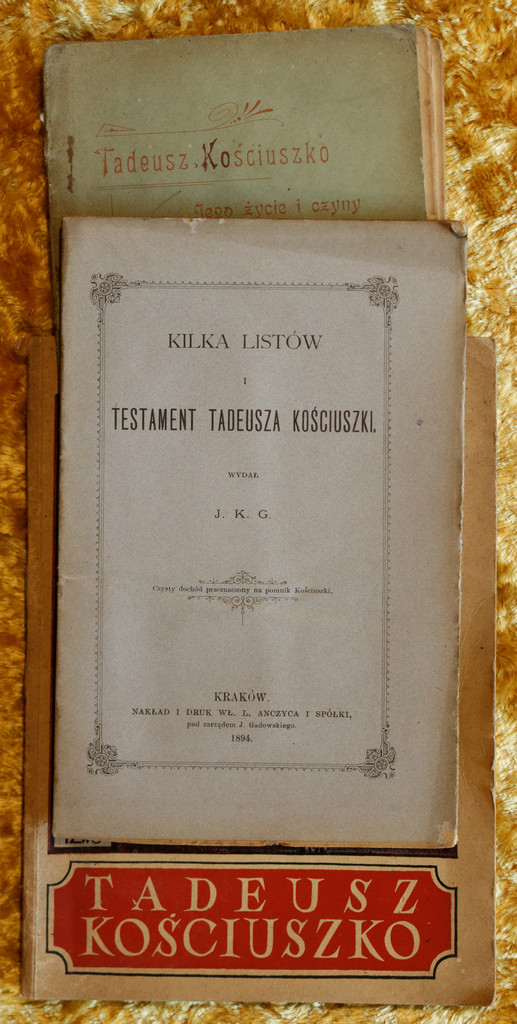 Tadeusz Kościuszko
Jego życie i czyny
KILKA LISTÓW
I
TESTAMENT TADEUSZA KOŚCIUSZKI.
WYDAŁ
J. K. G.
Czysty dochód przeznaczony na pomnik Kościuszki.
KRAKÓW.
NAKŁAD I DRUK WŁ. L. ANCZYCA I SPÓŁKI,
pod zarządem J. Gadowskiego.
1894.
TADEUSZ
KOŚCIUSZKO